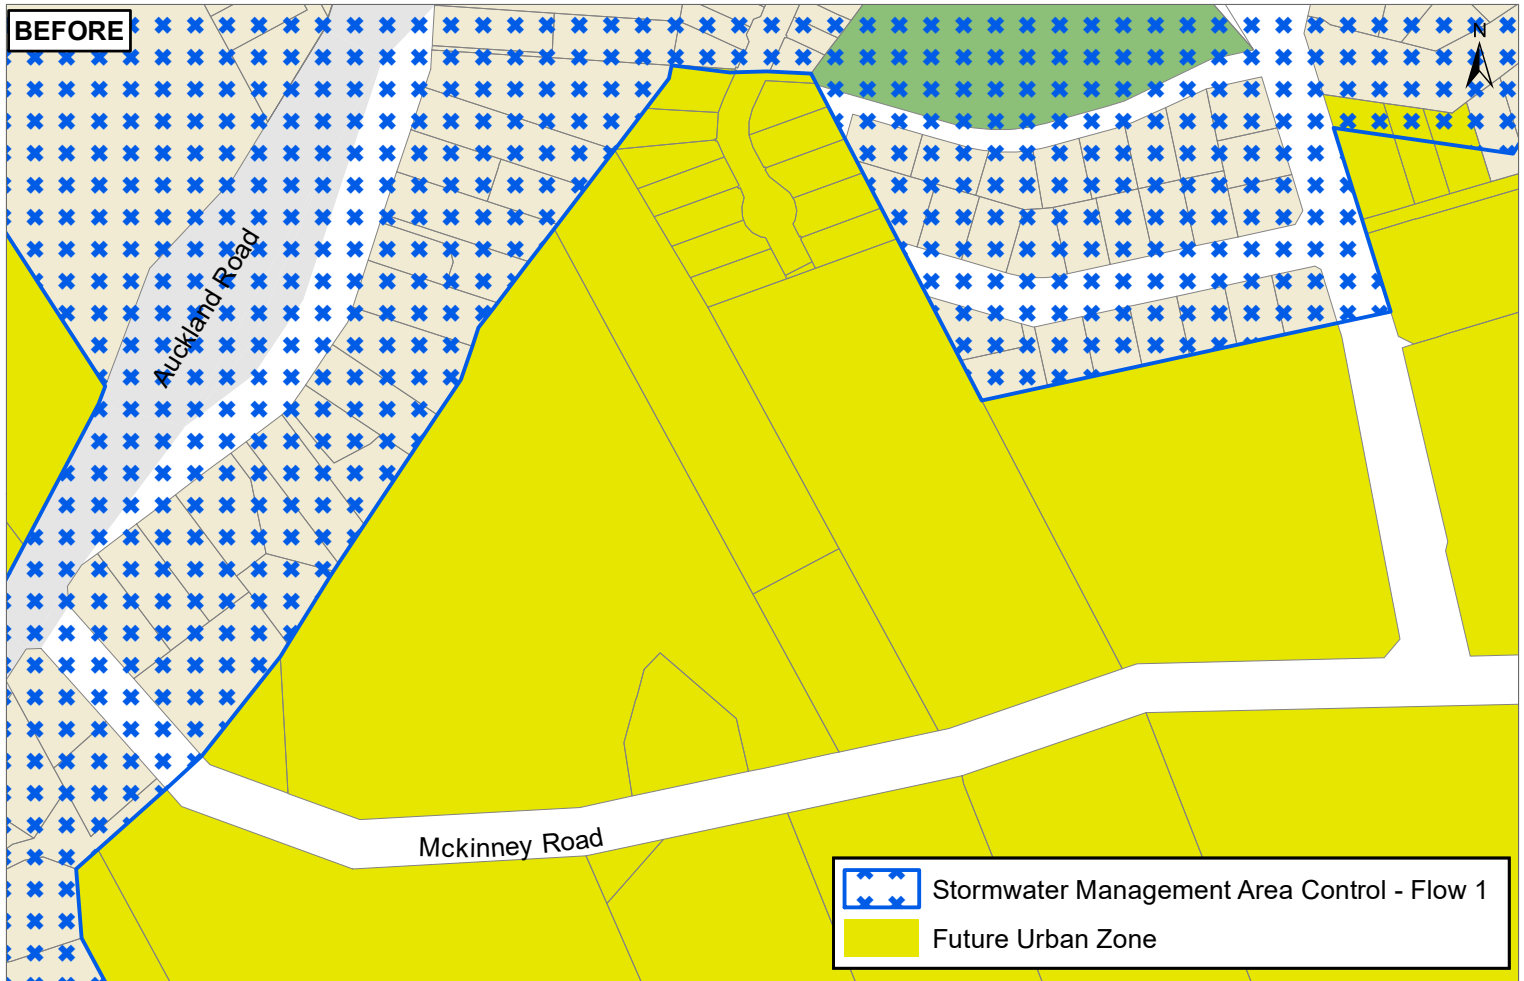 BEFORE
N
Auckland Road
Mckinney Road
Stormwater Management Area Control - Flow 1
Future Urban Zone